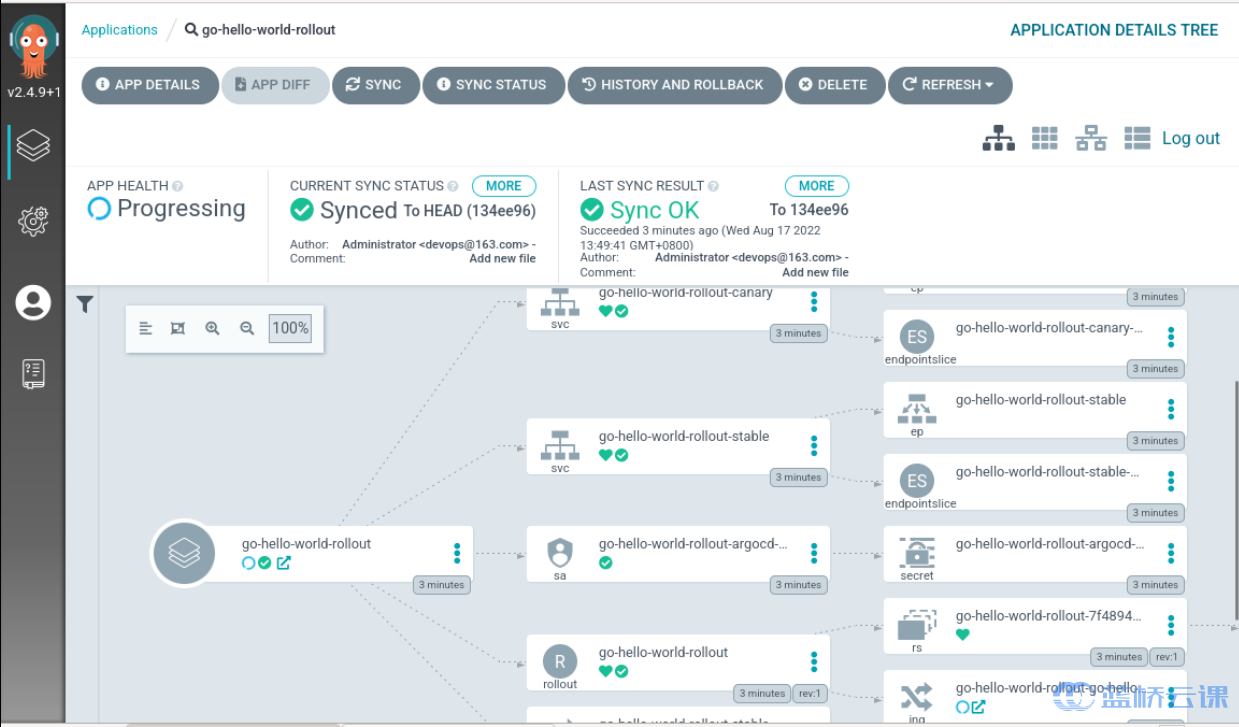 Applications
go-hello-world-rollout
APPLICATION DETAILS TREE
v2.4.9+1
APP DETAILS
APP DIFF
SYNC
SYNC STATUS
HISTORY AND ROLLBACK
DELETE
REFRESH
Log out
APP HEALTH
Progressing
CURRENT SYNC STATUS
MORE
Synced To HEAD (134ee96)
Author: Administrator <devops@163.com> -
Comment: Add new file
LAST SYNC RESULT
MORE
Sync OK To 134ee96
Succeeded 3 minutes ago (Wed Aug 17 2022
13:49:41 GMT+0800)
Author: Administrator <devops@163.com> -
Comment: Add new file
100%
go-hello-world-rollout
3 minutes
go-hello-world-rollout-canary
svc
3 minutes
go-hello-world-rollout-stable
svc
3 minutes
go-hello-world-rollout-argocd-...
sa
3 minutes
go-hello-world-rollout
R
rollout
3 minutes
rev:1
ep
3 minutes
go-hello-world-rollout-canary-...
ES
endpointslice
3 minutes
go-hello-world-rollout-stable
ep
3 minutes
go-hello-world-rollout-stable-...
ES
endpointslice
3 minutes
go-hello-world-rollout-argocd-...
secret
3 minutes
go-hello-world-rollout-7f4894...
rs
3 minutes
rev:1
go-hello-world-rollout-go-hello...
ing
蓝桥云课